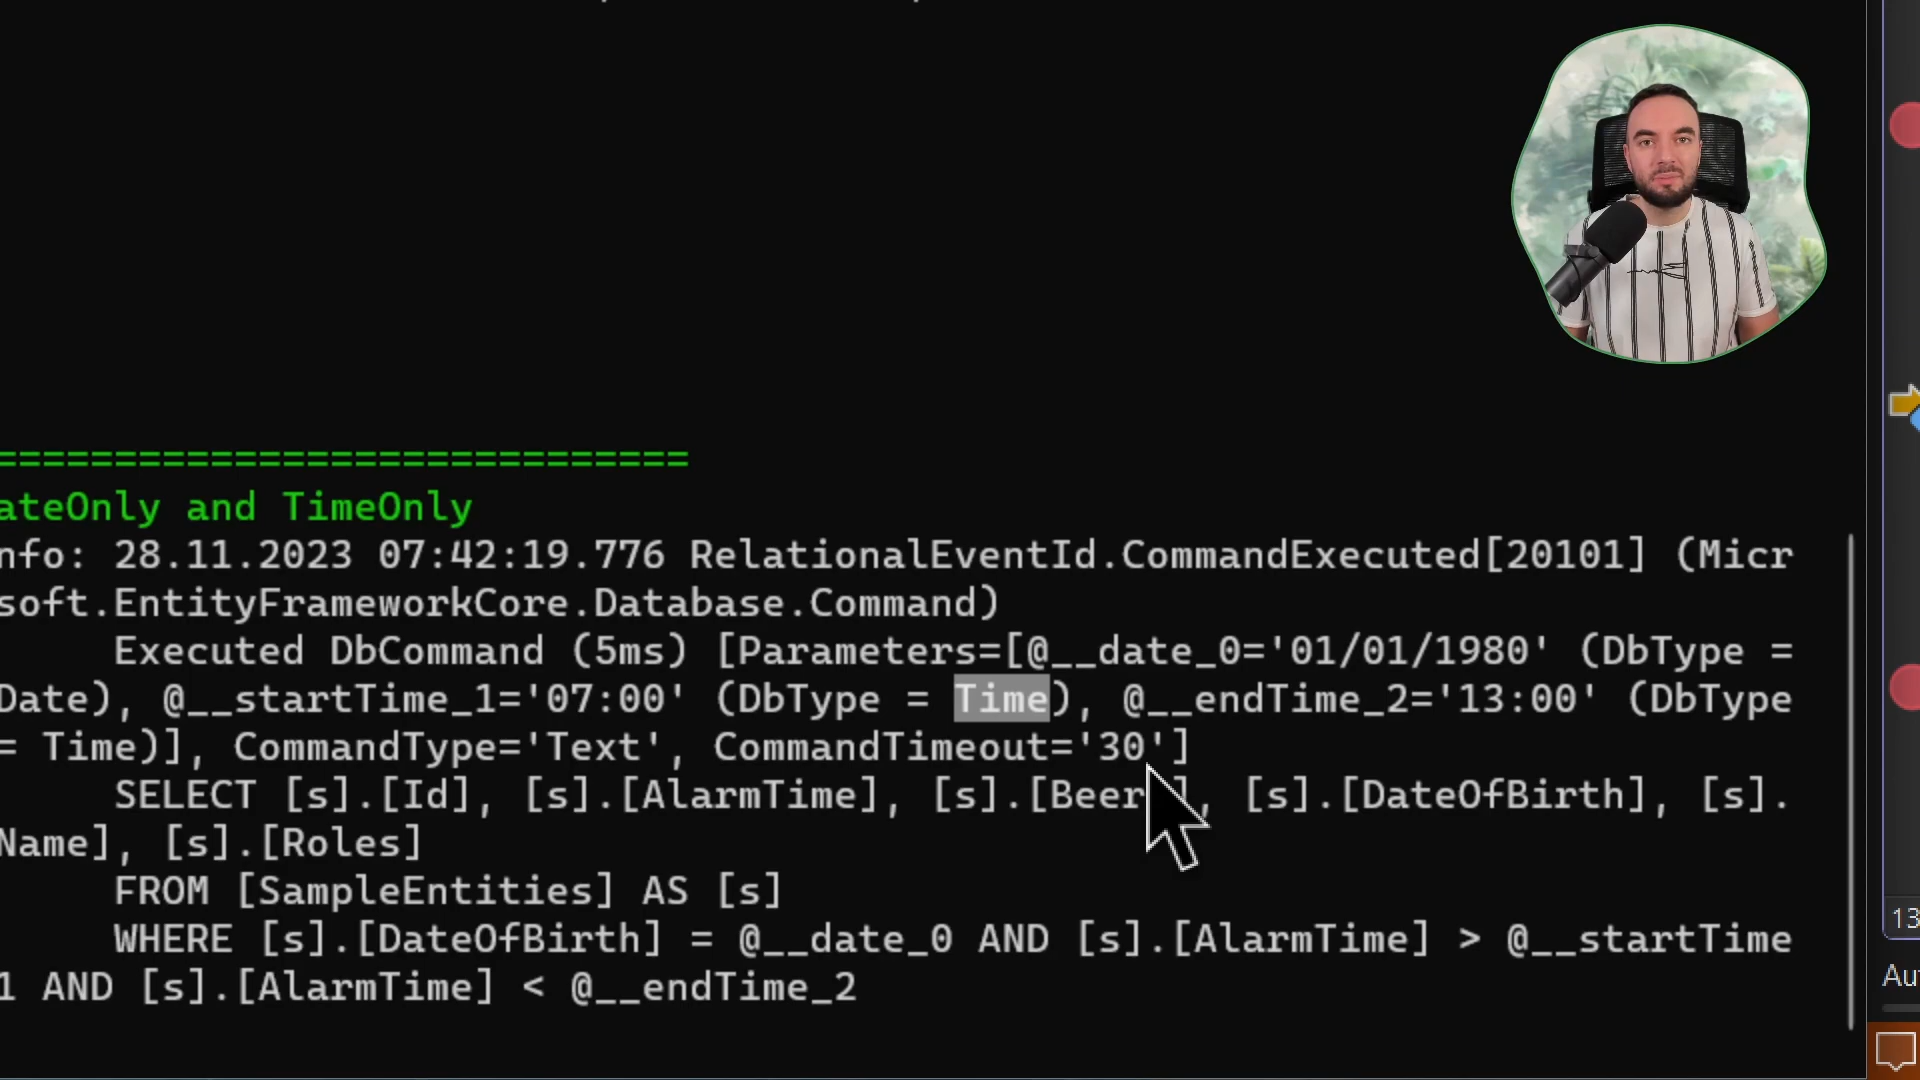 ============================
ateOnly and TimeOnly
nfo: 28.11.2023 07:42:19.776 RelationalEventId.CommandExecuted[20101] (Micr
soft.EntityFrameworkCore.Database.Command)
Executed DbCommand (5ms) [Parameters=[@__date_0='01/01/1980' (DbType =
Date), @__startTime_1='07:00' (DbType = Time), @__endTime_2='13:00' (DbType
= Time)], CommandType='Text', CommandTimeout='30']
SELECT [s].[Id], [s].[AlarmTime], [s].[Beer], [s].[DateOfBirth], [s].
Name], [s].[Roles]
FROM [SampleEntities] AS [s]
WHERE [s].[DateOfBirth] = @__date_0 AND [s].[AlarmTime] > @__startTime
1 AND [s].[AlarmTime] < @__endTime_2
13
Au